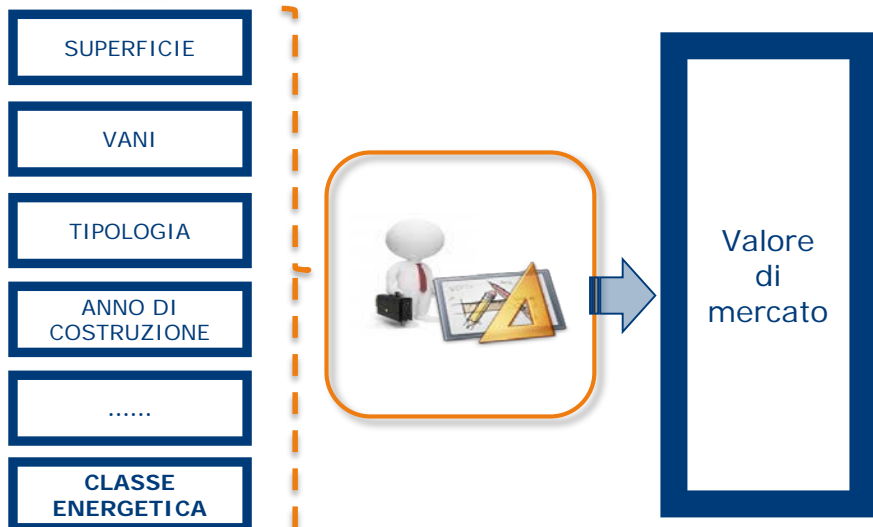 SUPERFICIE
VANI
TIPOLOGIA
ANNO DI
COSTRUZIONE
......
CLASSE
ENERGETICA
Valore
di
mercato